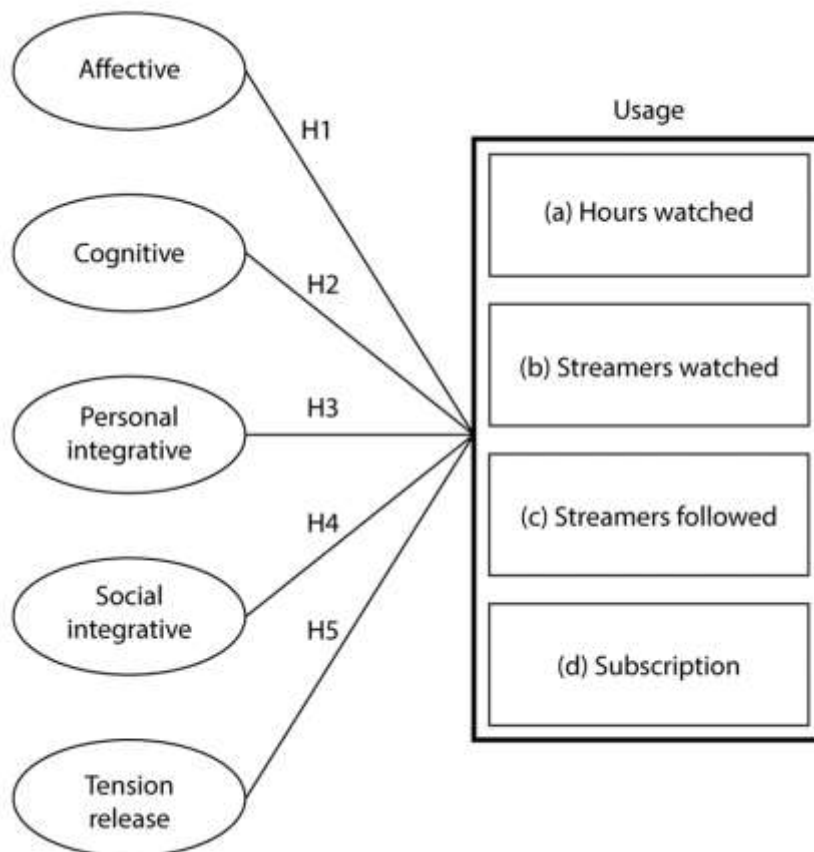 Affective
H1
Usage
(a) Hours watched
Cognitive
H2
(b) Streamers watched
Personal
integrative
H3
(c) Streamers followed
H4
Social
integrative
H5
(d) Subscription
Tension
release